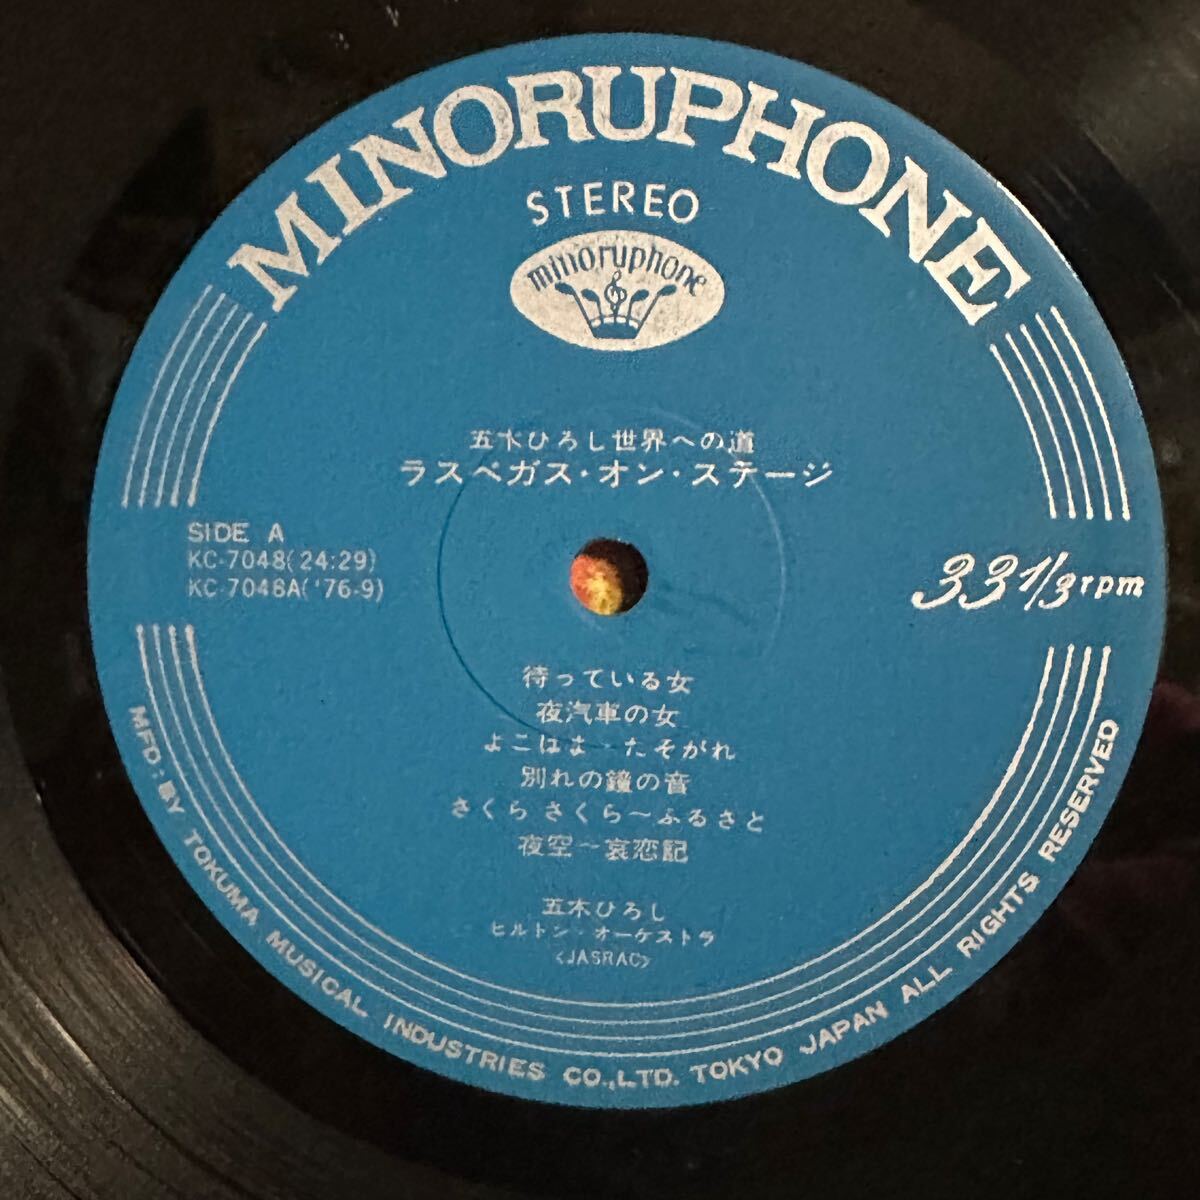 MINORUPHONE
STEREO
minoruphone
五木ひろし世界への道
ラスベガス・オン・ステージ
SIDE A
KC-7048(24:29)
KC-7048A('76-9)
33 1/3 rpm
待っている女
夜汽車の女
よこはま・たそがれ
別れの鐘の音
さくら さくら〜ふるさと
夜空〜哀恋記
五木ひろし
ヒルトン・オーケストラ
<JASRAC>
MFD: BY TOKUMA MUSICAL INDUSTRIES CO.,LTD. TOKYO JAPAN ALL RIGHTS RESERVED